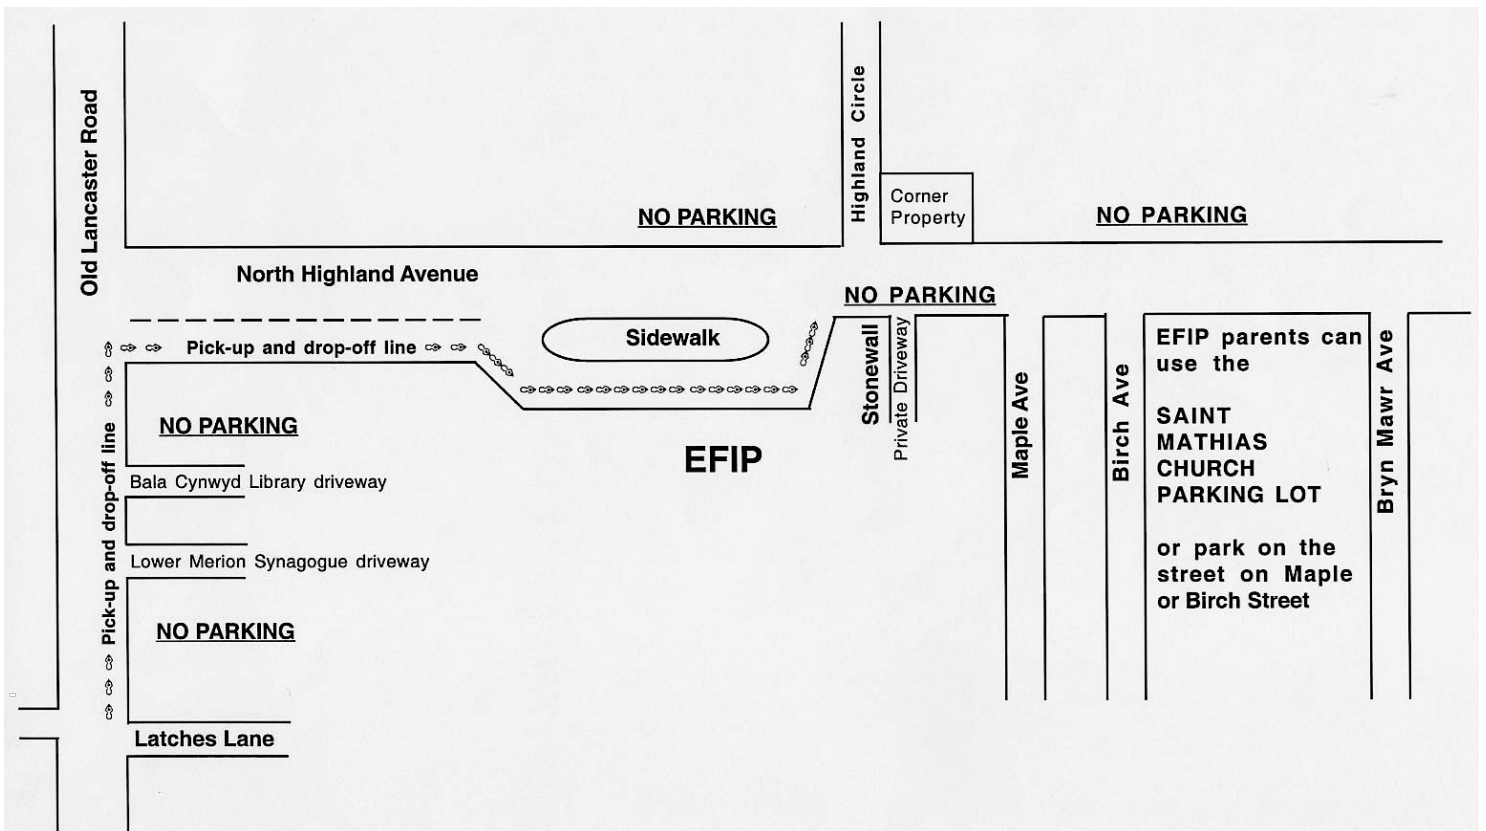 Old Lancaster Road
Highland Circle
Corner
Property
NO PARKING
NO PARKING
North Highland Avenue
NO PARKING
Sidewalk
Pick-up and drop-off line
Stonewall
Private Driveway
Maple Ave
Birch Ave
EFIP parents can
use the
SAINT
MATHIAS
CHURCH
PARKING LOT
or park on the
street on Maple
or Birch Street
Bryn Mawr Ave
NO PARKING
EFIP
Pick-up and drop-off line
Bala Cynwyd Library driveway
Lower Merion Synagogue driveway
NO PARKING
Latches Lane